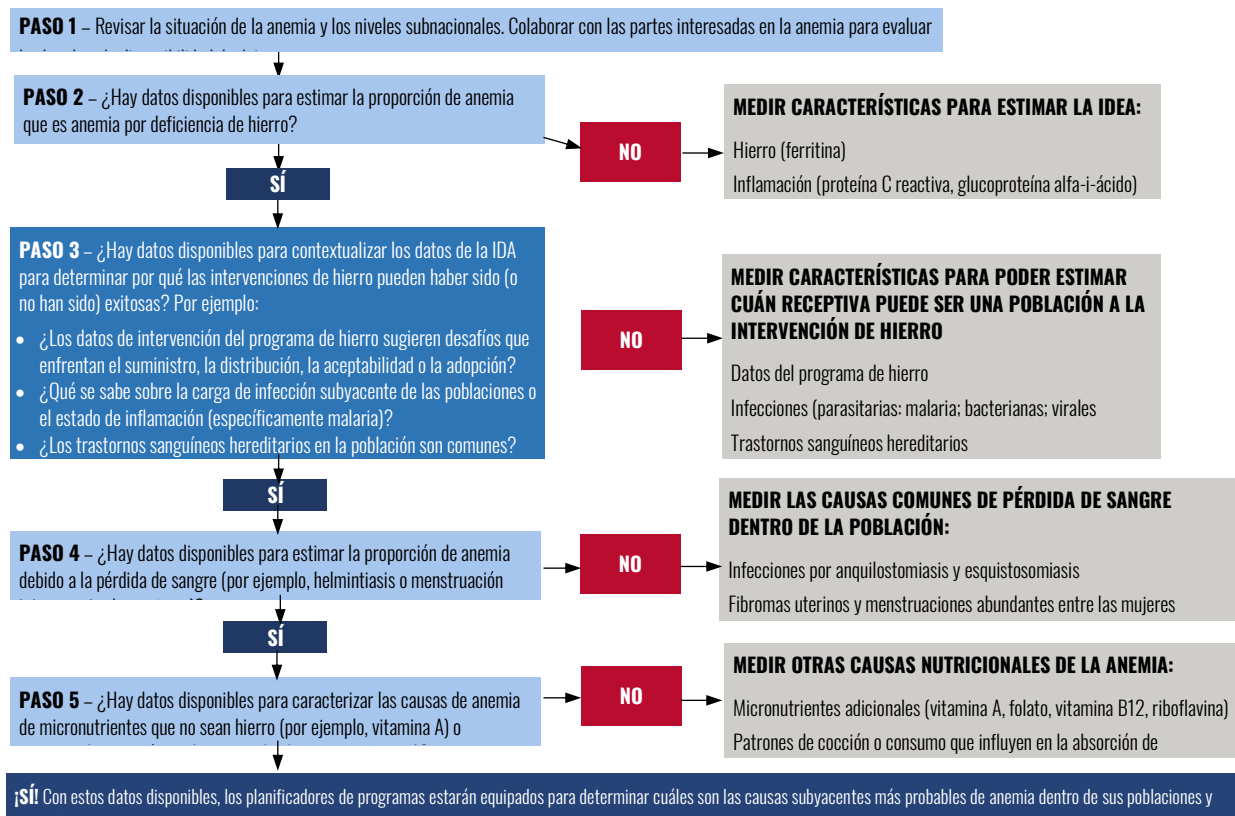 PASO 1 – Revisar la situación de la anemia y los niveles subnacionales. Colaborar con las partes interesadas en la anemia para evaluar
PASO 2 – ¿Hay datos disponibles para estimar la proporción de anemia
que es anemia por deficiencia de hierro?
NO
MEDIR CARACTERÍSTICAS PARA ESTIMAR LA IDEA:
Hierro (ferritina)
Inflamación (proteína C reactiva, glucoproteína alfa-i-ácido)
SÍ
PASO 3 – ¿Hay datos disponibles para contextualizar los datos de la IDA
para determinar por qué las intervenciones de hierro pueden haber sido (o
no han sido) exitosas? Por ejemplo:
• ¿Los datos de intervención del programa de hierro sugieren desafíos que
enfrentan el suministro, la distribución, la aceptabilidad o la adopción?
• ¿Qué se sabe sobre la carga de infección subyacente de las poblaciones o
el estado de inflamación (específicamente malaria)?
• ¿Los trastornos sanguíneos hereditarios en la población son comunes?
NO
MEDIR CARACTERÍSTICAS PARA PODER ESTIMAR
CUÁN RECEPTIVA PUEDE SER UNA POBLACIÓN A LA
INTERVENCIÓN DE HIERRO
Datos del programa de hierro
Infecciones (parasitarias: malaria; bacterianas; virales
Trastornos sanguíneos hereditarios
SÍ
PASO 4 – ¿Hay datos disponibles para estimar la proporción de anemia
debido a la pérdida de sangre (por ejemplo, helmintiasis o menstruación
NO
MEDIR LAS CAUSAS COMUNES DE PÉRDIDA DE SANGRE
DENTRO DE LA POBLACIÓN:
Infecciones por anquilostomiasis y esquistosomiasis
Fibromas uterinos y menstruaciones abundantes entre las mujeres
SÍ
PASO 5 – ¿Hay datos disponibles para caracterizar las causas de anemia
de micronutrientes que no sean hierro (por ejemplo, vitamina A) o
NO
MEDIR OTRAS CAUSAS NUTRICIONALES DE LA ANEMIA:
Micronutrientes adicionales (vitamina A, folato, vitamina B12, riboflavina)
Patrones de cocción o consumo que influyen en la absorción de
¡SÍ! Con estos datos disponibles, los planificadores de programas estarán equipados para determinar cuáles son las causas subyacentes más probables de anemia dentro de sus poblaciones y